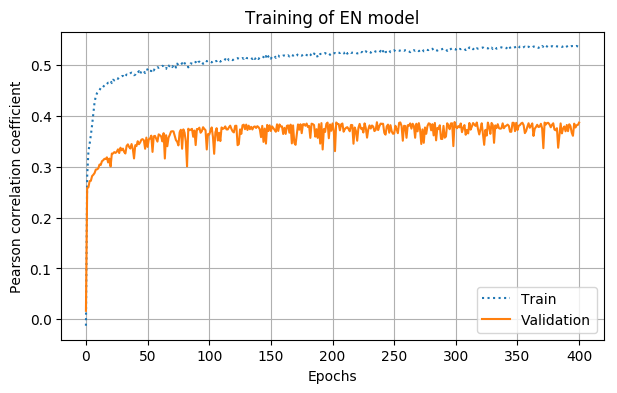 Training of EN model
Pearson correlation coefficient
0.5
0.4
0.3
0.2
0.1
0.0
Train
Validation
0 50 100 150 200 250 300 350 400
Epochs